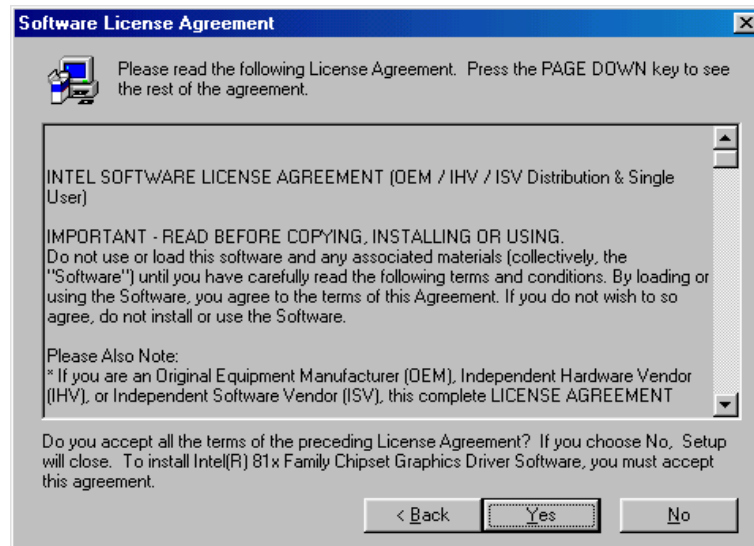 Software License Agreement
Please read the following License Agreement. Press the PAGE DOWN key to see
the rest of the agreement.
INTEL SOFTWARE LICENSE AGREEMENT (OEM / IHV / ISV Distribution & Single
User)
IMPORTANT - READ BEFORE COPYING, INSTALLING OR USING.
Do not use or load this software and any associated materials (collectively, the
"Software") until you have carefully read the following terms and conditions. By loading or
using the Software, you agree to the terms of this Agreement. If you do not wish to so
agree, do not install or use the Software.
Please Also Note:
* If you are an Original Equipment Manufacturer (OEM), Independent Hardware Vendor
(IHV), or Independent Software Vendor (ISV), this complete LICENSE AGREEMENT
Do you accept all the terms of the preceding License Agreement? If you choose No, Setup
will close. To install Intel(R) 81x Family Chipset Graphics Driver Software, you must accept
this agreement.
< Back Yes No